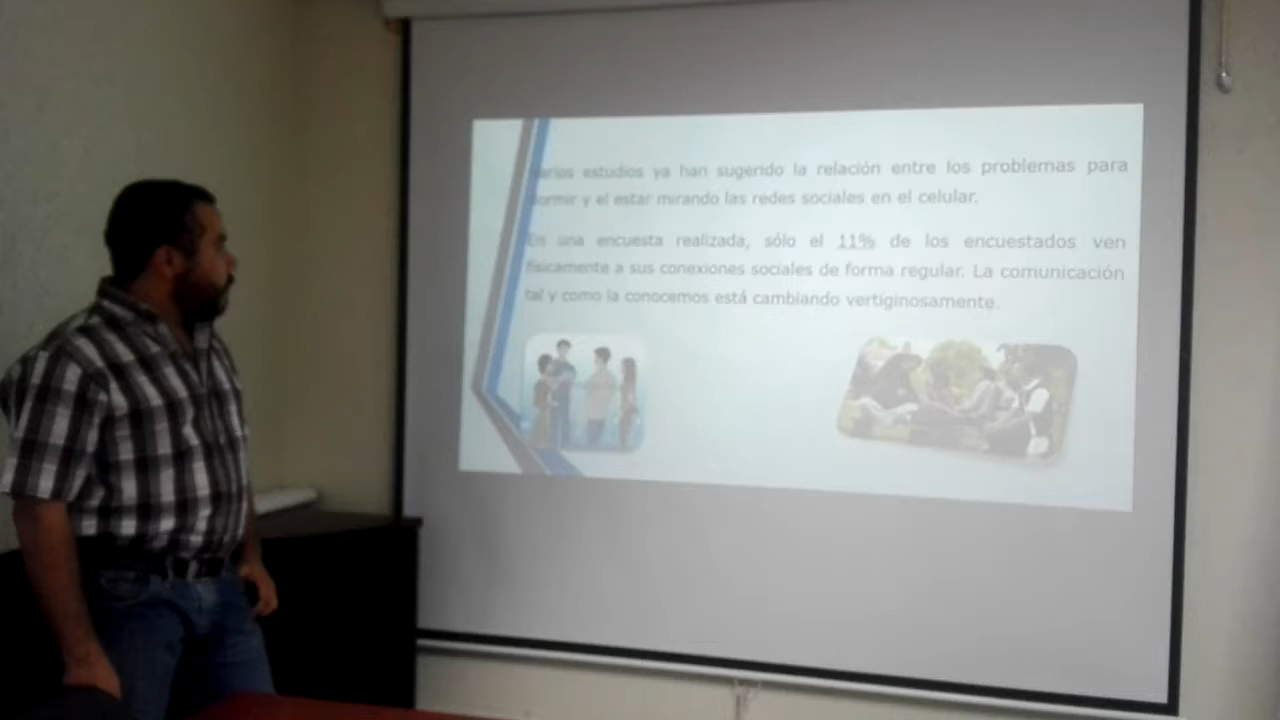 Varios estudios ya han sugerido la relación entre los problemas para
dormir y el estar mirando las redes sociales en el celular.
En una encuesta realizada, sólo el 11% de los encuestados ven
físicamente a sus conexiones sociales de forma regular. La comunicación
tal y como la conocemos está cambiando vertiginosamente.